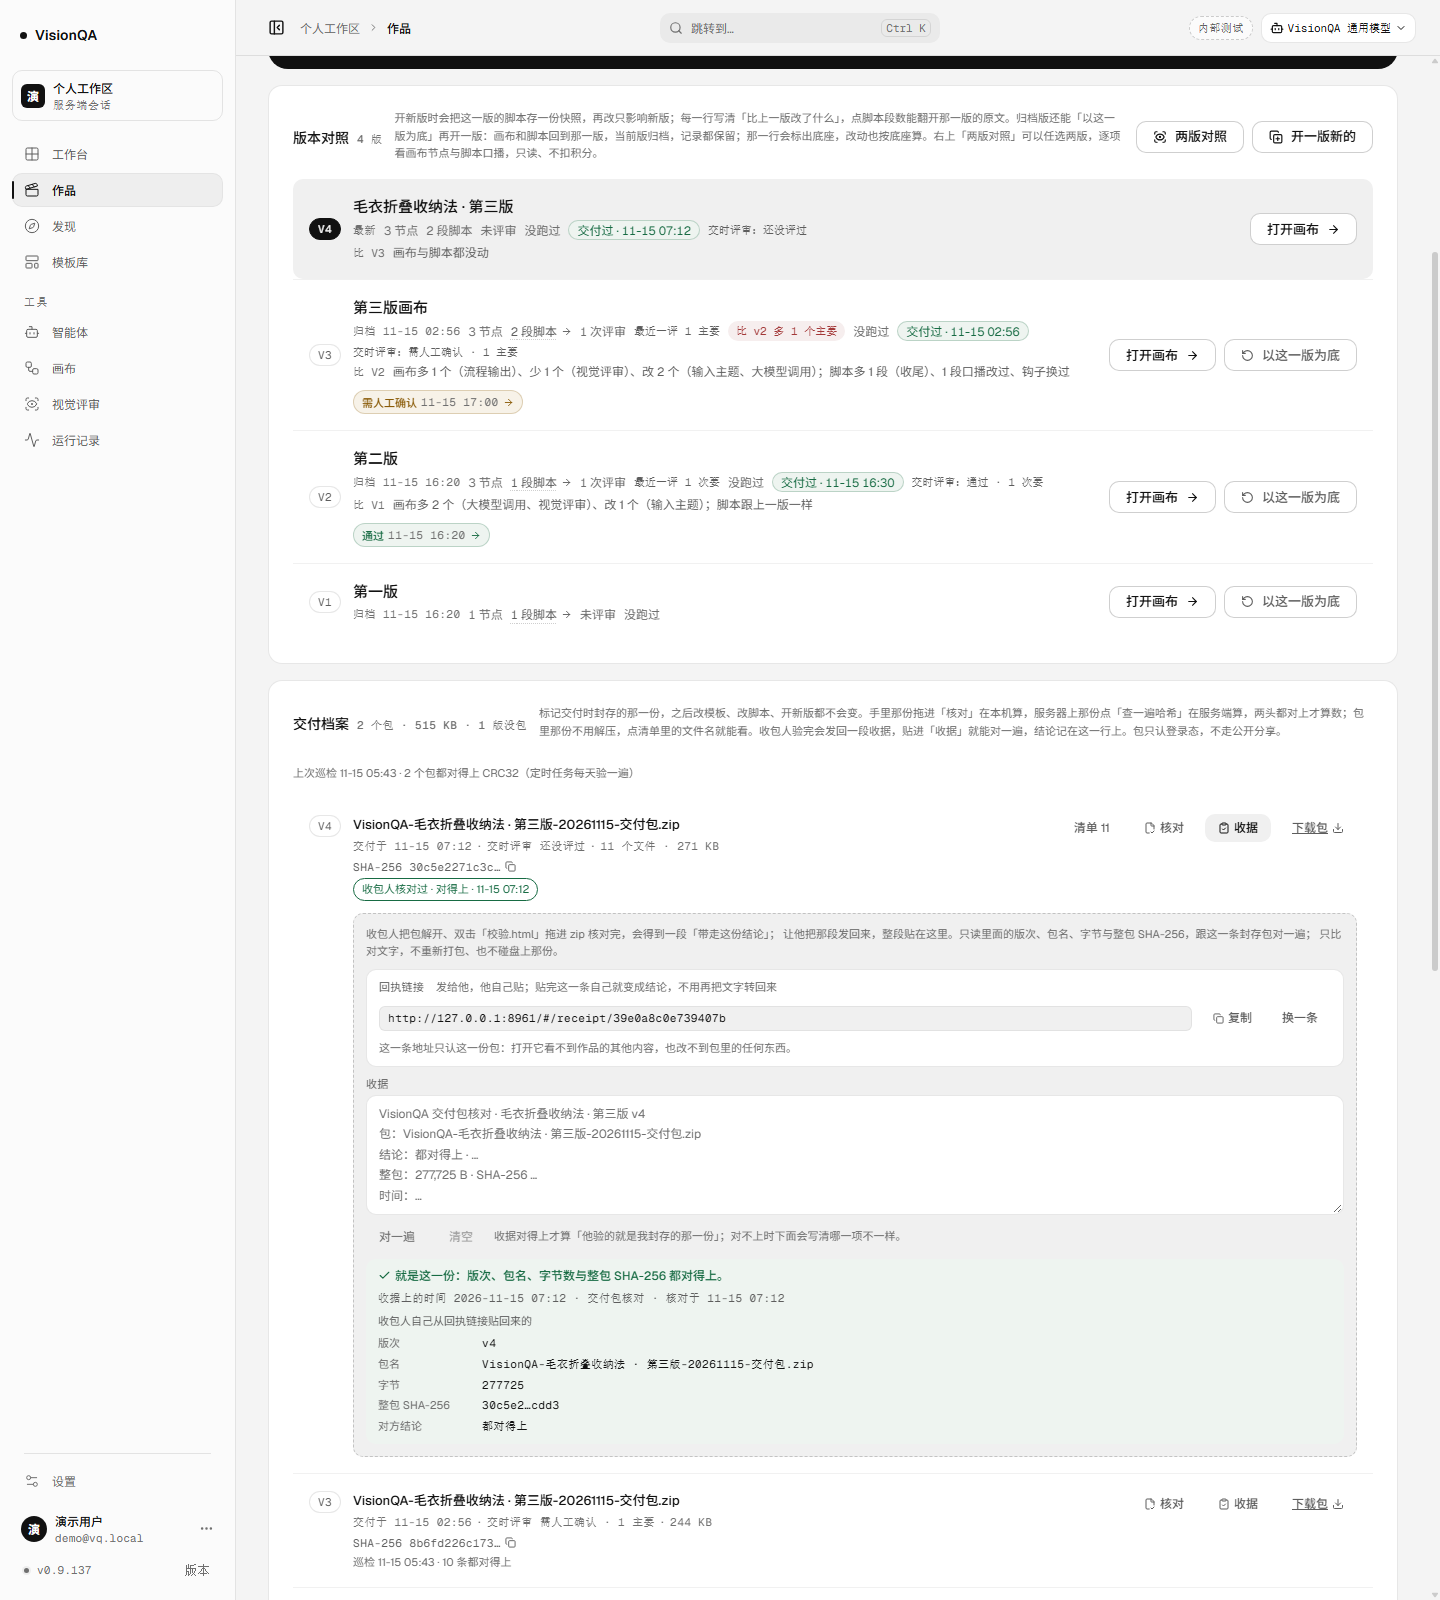 VisionQA
演
个人工作区
服务端会话
工作台
作品
发现
模板库
工具
智能体
画布
视觉评审
运行记录
设置
演
演示用户
demo@vq.local
v0.9.137
版本
个人工作区
作品
跳转到…
Ctrl K
内部测试
VisionQA 通用模型
版本对照 4 版
开新版时会把这一版的脚本存一份快照，再改只影响新版；每一行写清「比上一版改了什么」，点脚本段数能翻开那一版的原文。归档版还能「以这一
版为底」再开一版：画布和脚本回到那一版，当前版归档，记录都保留；那一行会标出底座，改动也按底座算。右上「两版对照」可以任选两版，逐项
看画布节点与脚本口播，只读、不扣积分。
两版对照
开一版新的
V4
毛衣折叠收纳法 · 第三版
最新 3 节点 2 段脚本 未评审 没跑过 交付过 · 11-15 07:12 交时评审：还没评过
比 V3 画布与脚本都没动
打开画布
V3
第三版画布
归档 11-15 02:56 3 节点 2 段脚本 → 1 次评审 最近一评 1 主要 比 v2 多 1 个主要 没跑过 交付过 · 11-15 02:56
交时评审：需人工确认 · 1 主要
比 V2 画布多 1 个（流程输出）、少 1 个（视觉评审）、改 2 个（输入主题、大模型调用）；脚本多 1 段（收尾）、1 段口播改过、钩子换过
需人工确认 11-15 17:00 →
打开画布
以这一版为底
V2
第二版
归档 11-15 16:20 3 节点 1 段脚本 → 1 次评审 最近一评 1 次要 没跑过 交付过 · 11-15 16:30 交时评审：通过 · 1 次要
比 V1 画布多 2 个（大模型调用、视觉评审）、改 1 个（输入主题）；脚本跟上一版一样
通过 11-15 16:20 →
打开画布
以这一版为底
V1
第一版
归档 11-15 16:20 1 节点 1 段脚本 → 未评审 没跑过
打开画布
以这一版为底
交付档案 2 个包 · 515 KB · 1 版没包
标记交付时封存的那一份，之后改模板、改脚本、开新版都不会变。手里那份拖进「核对」在本机算，服务器上那份点「查一遍哈希」在服务端算，两头都对上才算数；包
里那份不用解压，点清单里的文件名就能看。收包人验完会发回一段收据，贴进「收据」就能对一遍，结论记在这一行上。包只认登录态，不走公开分享。
上次巡检 11-15 05:43 · 2 个包都对得上 CRC32（定时任务每天验一遍）
V4
VisionQA-毛衣折叠收纳法 · 第三版-20261115-交付包.zip
交付于 11-15 07:12 · 交时评审 还没评过 · 11 个文件 · 271 KB
SHA-256 30c5e2271c3c…
收包人核对过 · 对得上 · 11-15 07:12
清单 11
核对
收据
下载包
收包人把包解开、双击「校验.html」拖进 zip 核对完，会得到一段「带走这份结论」； 让他把那段发回来，整段贴在这里。只读里面的版次、包名、字节与整包 SHA-256，跟这一条封存包对一遍； 只比
对文字，不重新打包、也不碰盘上那份。
回执链接 发给他，他自己贴；贴完这一条自己就变成结论，不用再把文字转回来
http://127.0.0.1:8961/#/receipt/39e0a8c0e739407b
复制
换一条
这一条地址只认这一份包：打开它看不到作品的其他内容，也改不到包里的任何东西。
收据
VisionQA 交付包核对 · 毛衣折叠收纳法 · 第三版 v4
包：VisionQA-毛衣折叠收纳法 · 第三版-20261115-交付包.zip
结论：都对得上 · …
整包：277,725 B · SHA-256 …
时间：…
对一遍
清空
收据对得上才算「他验的就是我封存的那一份」；对不上时下面会写清哪一项不一样。
就是这一份：版次、包名、字节数与整包 SHA-256 都对得上。
收据上的时间 2026-11-15 07:12 · 交付包核对 · 核对于 11-15 07:12
收包人自己从回执链接贴回来的
版次 v4
包名 VisionQA-毛衣折叠收纳法 · 第三版-20261115-交付包.zip
字节 277725
整包 SHA-256 30c5e2…cdd3
对方结论 都对得上
V3
VisionQA-毛衣折叠收纳法 · 第三版-20261115-交付包.zip
交付于 11-15 02:56 · 交时评审 需人工确认 · 1 主要 · 244 KB
SHA-256 8b6fd226c173…
巡检 11-15 05:43 · 10 条都对得上
核对
收据
下载包